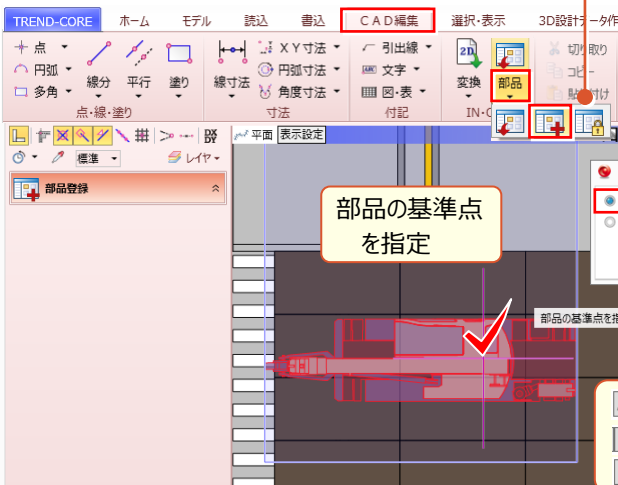 TREND-CORE ホーム モデル 読込 書込 ＣＡＤ編集 選択・表示 3D設計データ作
点 XY寸法 引出線 2D 切り取り
円弧 線分 平行 塗り 線寸法 円弧寸法 文字 変換 部品 コピー
多角 角度寸法 図・表 貼り付け
点・線・塗り 寸法 付記 IN・
平面 表示設定
標準 レイヤ
部品登録
部品の基準点
を指定
部品の基準点を指